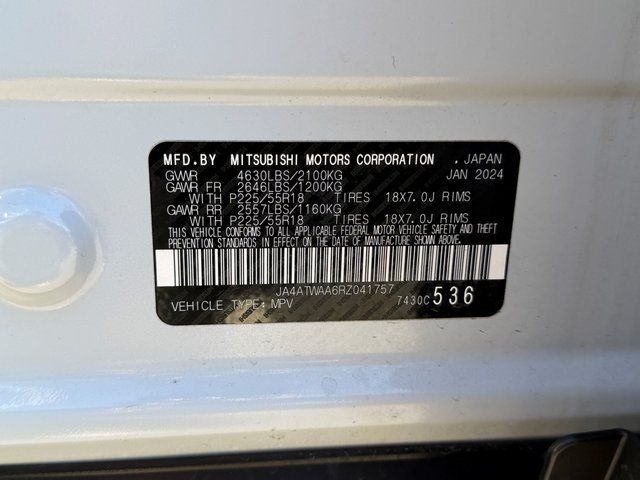 MFD.BY MITSUBISHI MOTORS CORPORATION , JAPAN
GVWR 4630LBS/2100KG JAN 2024
GAWR FR 2646LBS/1200KG
WITH P225/55R18 TIRES 18X7.0J RIMS
GAWR RR 2557LBS/1160KG
WITH P225/55R18 TIRES 18X7.0J RIMS
THIS VEHICLE CONFORMS TO ALL APPLICABLE FEDERAL MOTOR VEHICLE SAFETY AND THEFT
PREVENTION STANDARDS IN EFFECT ON THE DATE OF MANUFACTURE SHOWN ABOVE.
JA4ATWAA6RZ041757
VEHICLE TYPE: MPV 7430C 536